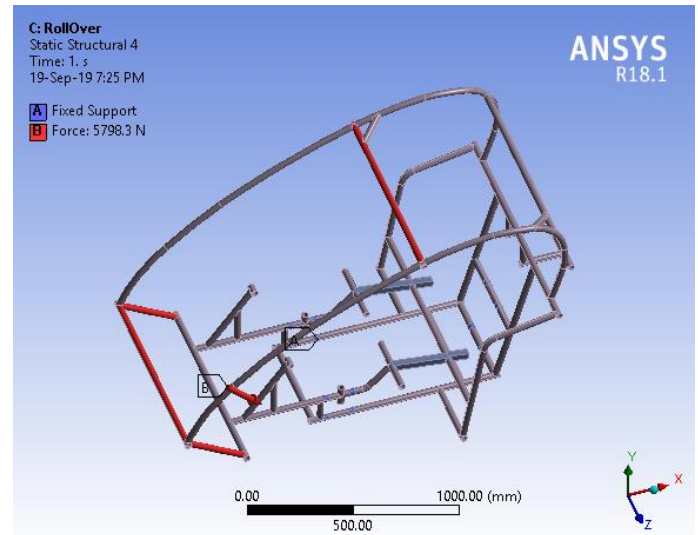 C: RollOver
Static Structural 4
Time: 1. s
19-Sep-19 7:25 PM
A Fixed Support
B Force: 5798.3 N
ANSYS
R18.1
A
B
0.00 1000.00 (mm)
500.00
Y
X
Z